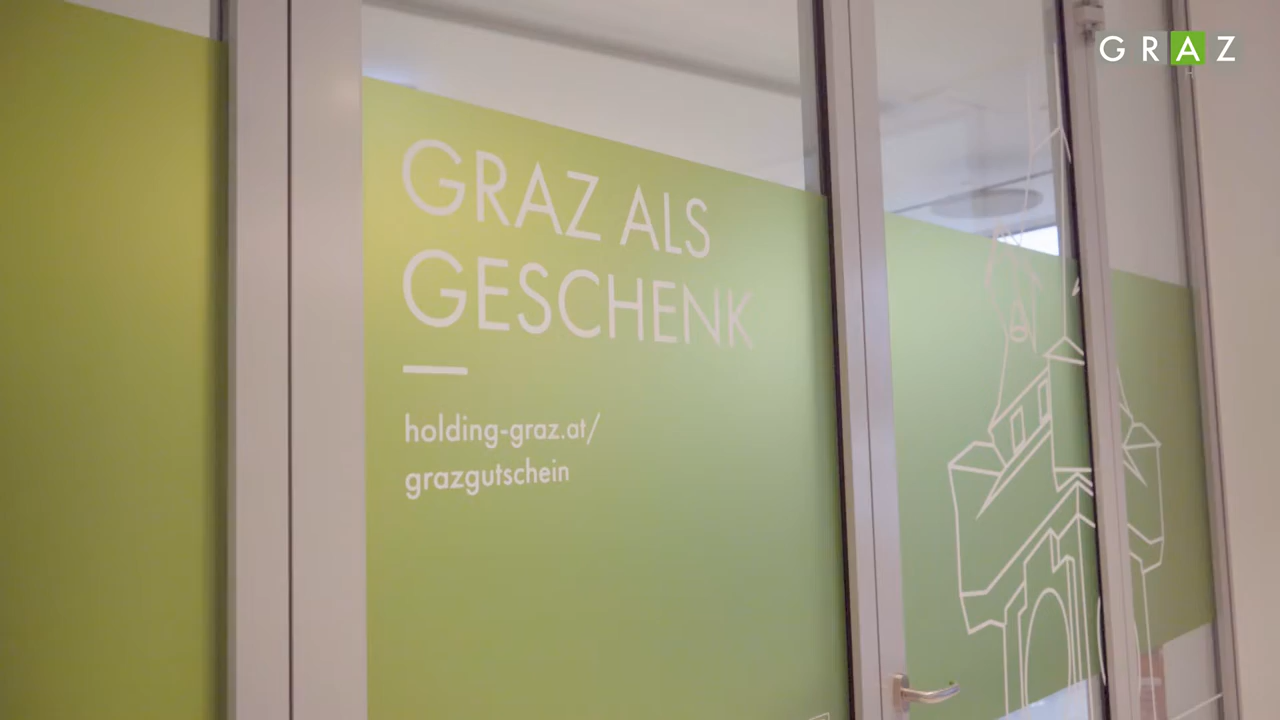 GRAZ
GRAZ ALS
GESCHENK
holding-graz.at/
grazgutschein